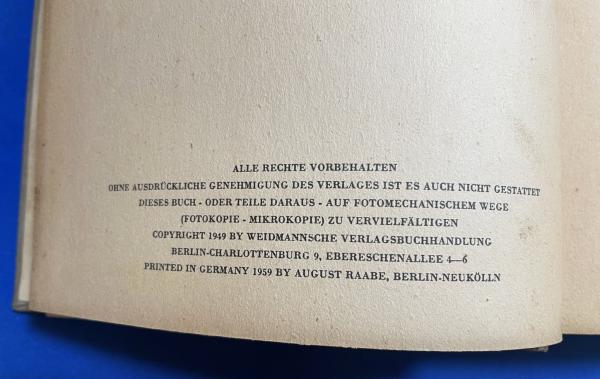 ALLE RECHTE VORBEHALTEN
OHNE AUSDRÜCKLICHE GENEHMIGUNG DES VERLAGES IST ES AUCH NICHT GESTATTET
DIESES BUCH - ODER TEILE DARAUS - AUF FOTOMECHANISCHEM WEGE
(FOTOKOPIE - MIKROKOPIE) ZU VERVIELFÄLTIGEN
COPYRIGHT 1949 BY WEIDMANNSCHE VERLAGSBUCHHANDLUNG
BERLIN-CHARLOTTENBURG 9, EBERESCHENALLEE 4—6
PRINTED IN GERMANY 1959 BY AUGUST RAABE, BERLIN-NEUKÖLLN